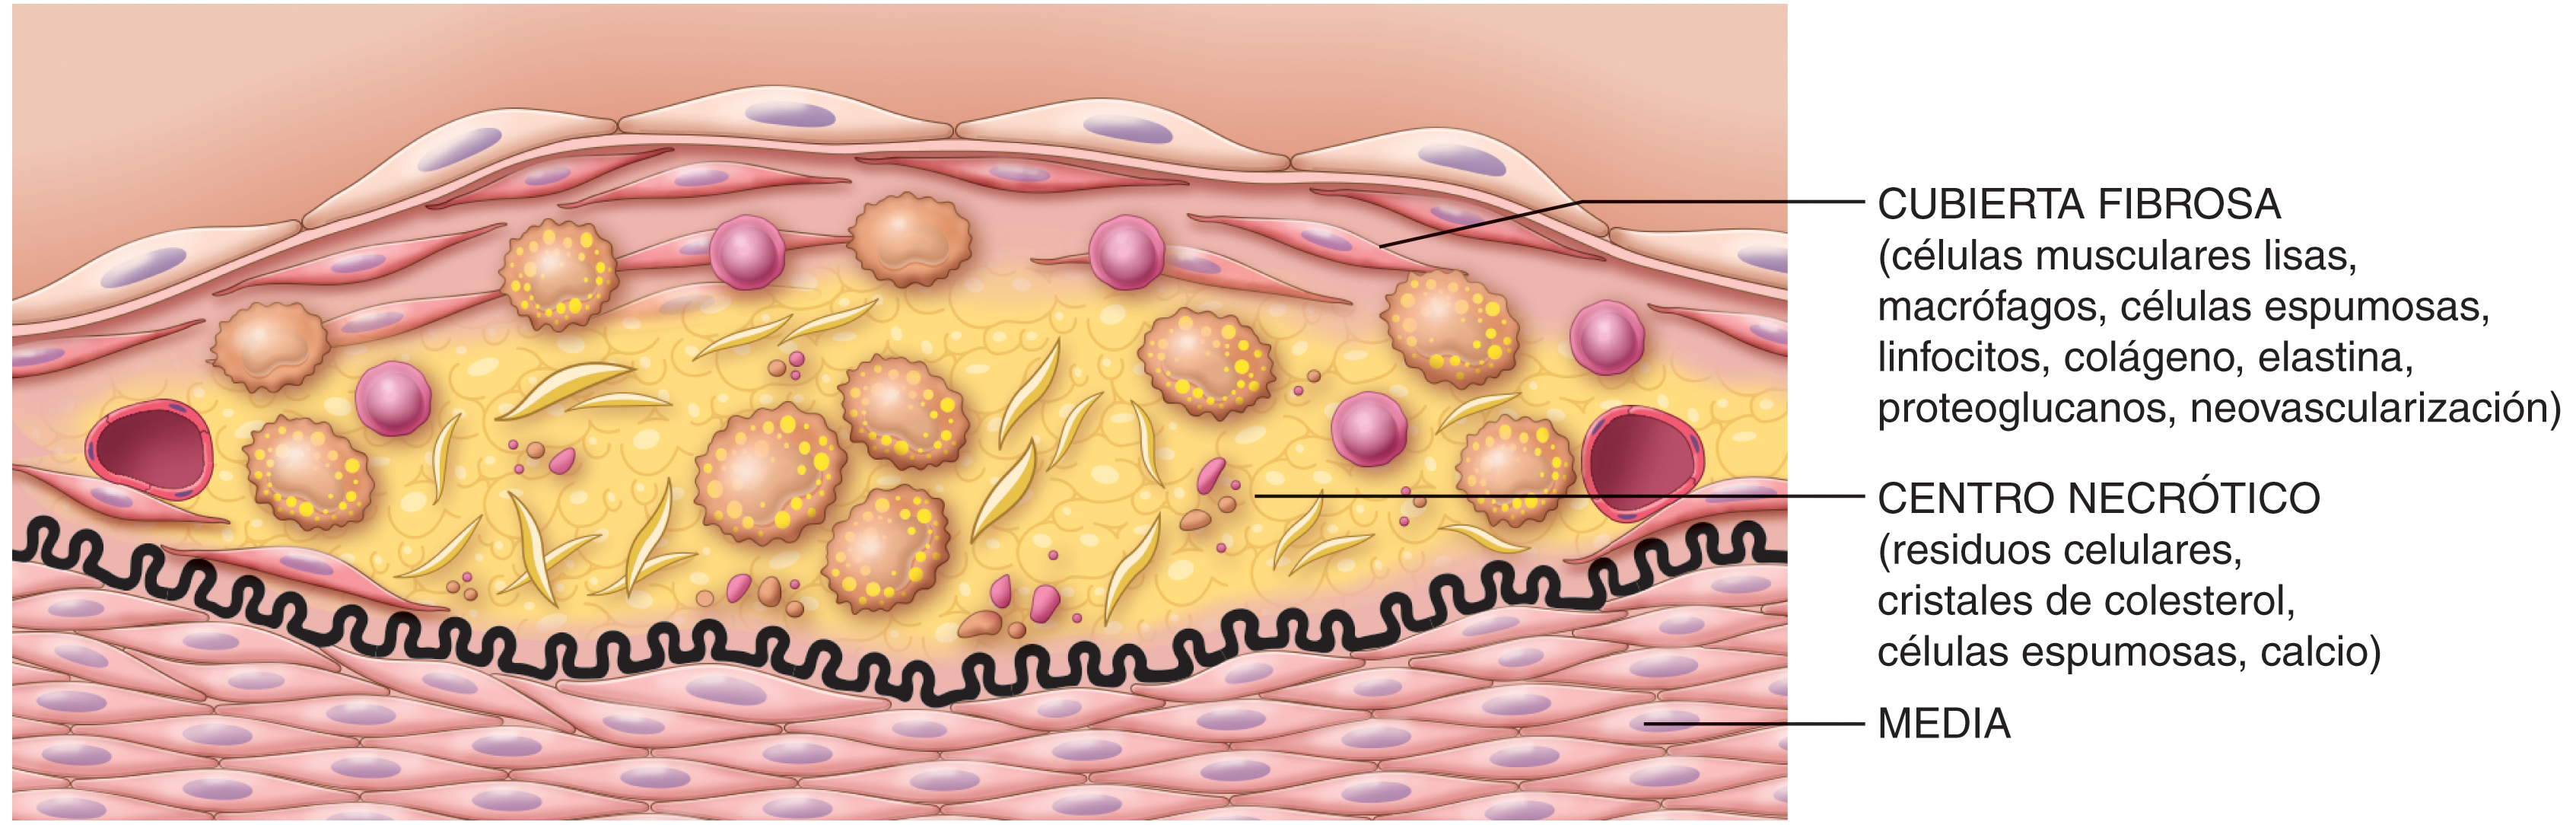 CUBIERTA FIBROSA
(células musculares lisas,
macrófagos, células espumosas,
linfocitos, colágeno, elastina,
proteoglucanos, neovascularización)
CENTRO NECRÓTICO
(residuos celulares,
cristales de colesterol,
células espumosas, calcio)
MEDIA